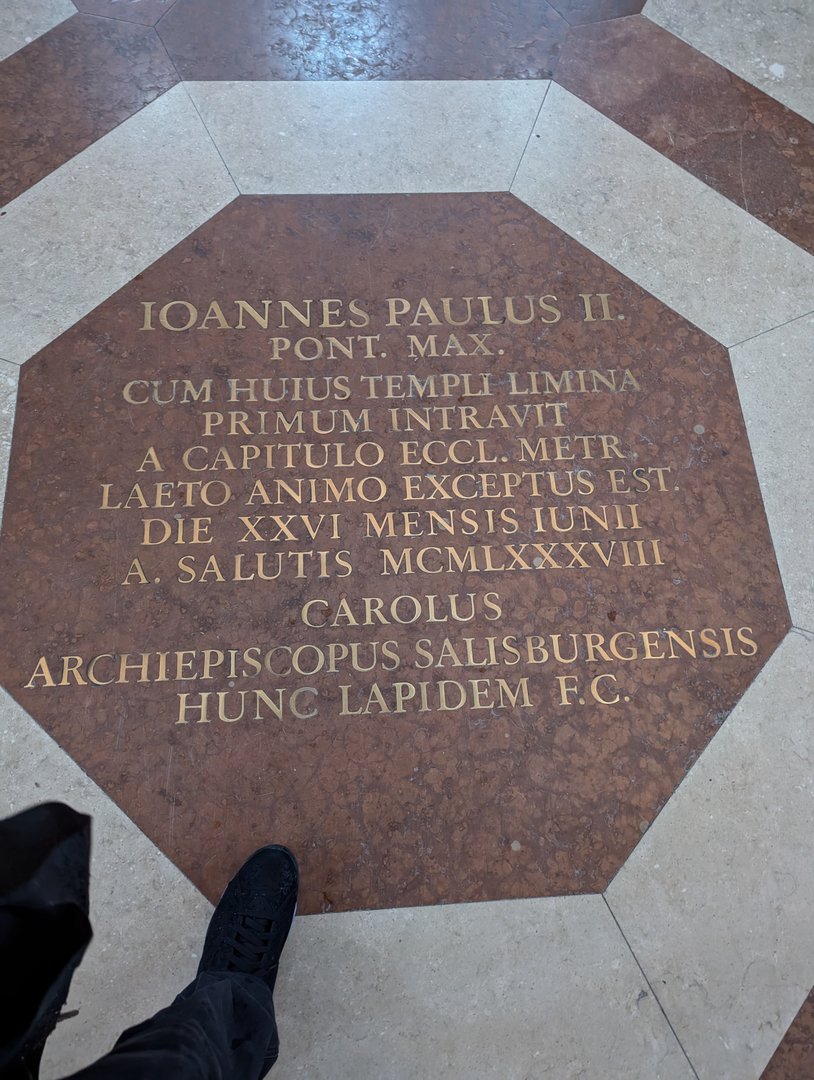 IOANNES PAULUS II.
PONT. MAX.
CUM HUIUS TEMPLI LIMINA
PRIMUM INTRAVIT
A CAPITULO ECCL. METR.
LAETO ANIMO EXCEPTUS EST.
DIE XXVI MENSIS IUNII
A. SALUTIS MCMLXXXVIII
CAROLUS
ARCHIEPISCOPUS SALISBURGENSIS
HUNC LAPIDEM F.C.